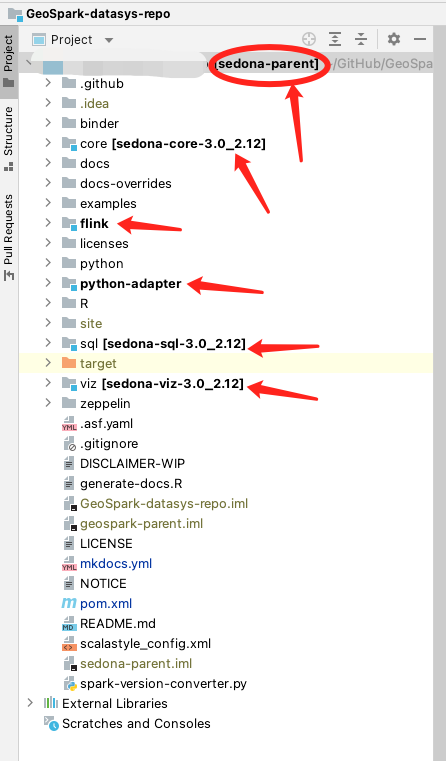 GeoSpark-datasys-repo
Project
Project
Structure
Pull Requests
[sedona-parent] ~/GitHub/GeoSpa
.github
.idea
binder
core [sedona-core-3.0_2.12]
docs
docs-overrides
examples
flink
licenses
python
python-adapter
R
site
sql [sedona-sql-3.0_2.12]
target
viz [sedona-viz-3.0_2.12]
zeppelin
.asf.yaml
.gitignore
DISCLAIMER-WIP
generate-docs.R
GeoSpark-datasys-repo.iml
geospark-parent.iml
LICENSE
mkdocs.yml
NOTICE
pom.xml
README.md
scalastyle_config.xml
sedona-parent.iml
spark-version-converter.py
External Libraries
Scratches and Consoles